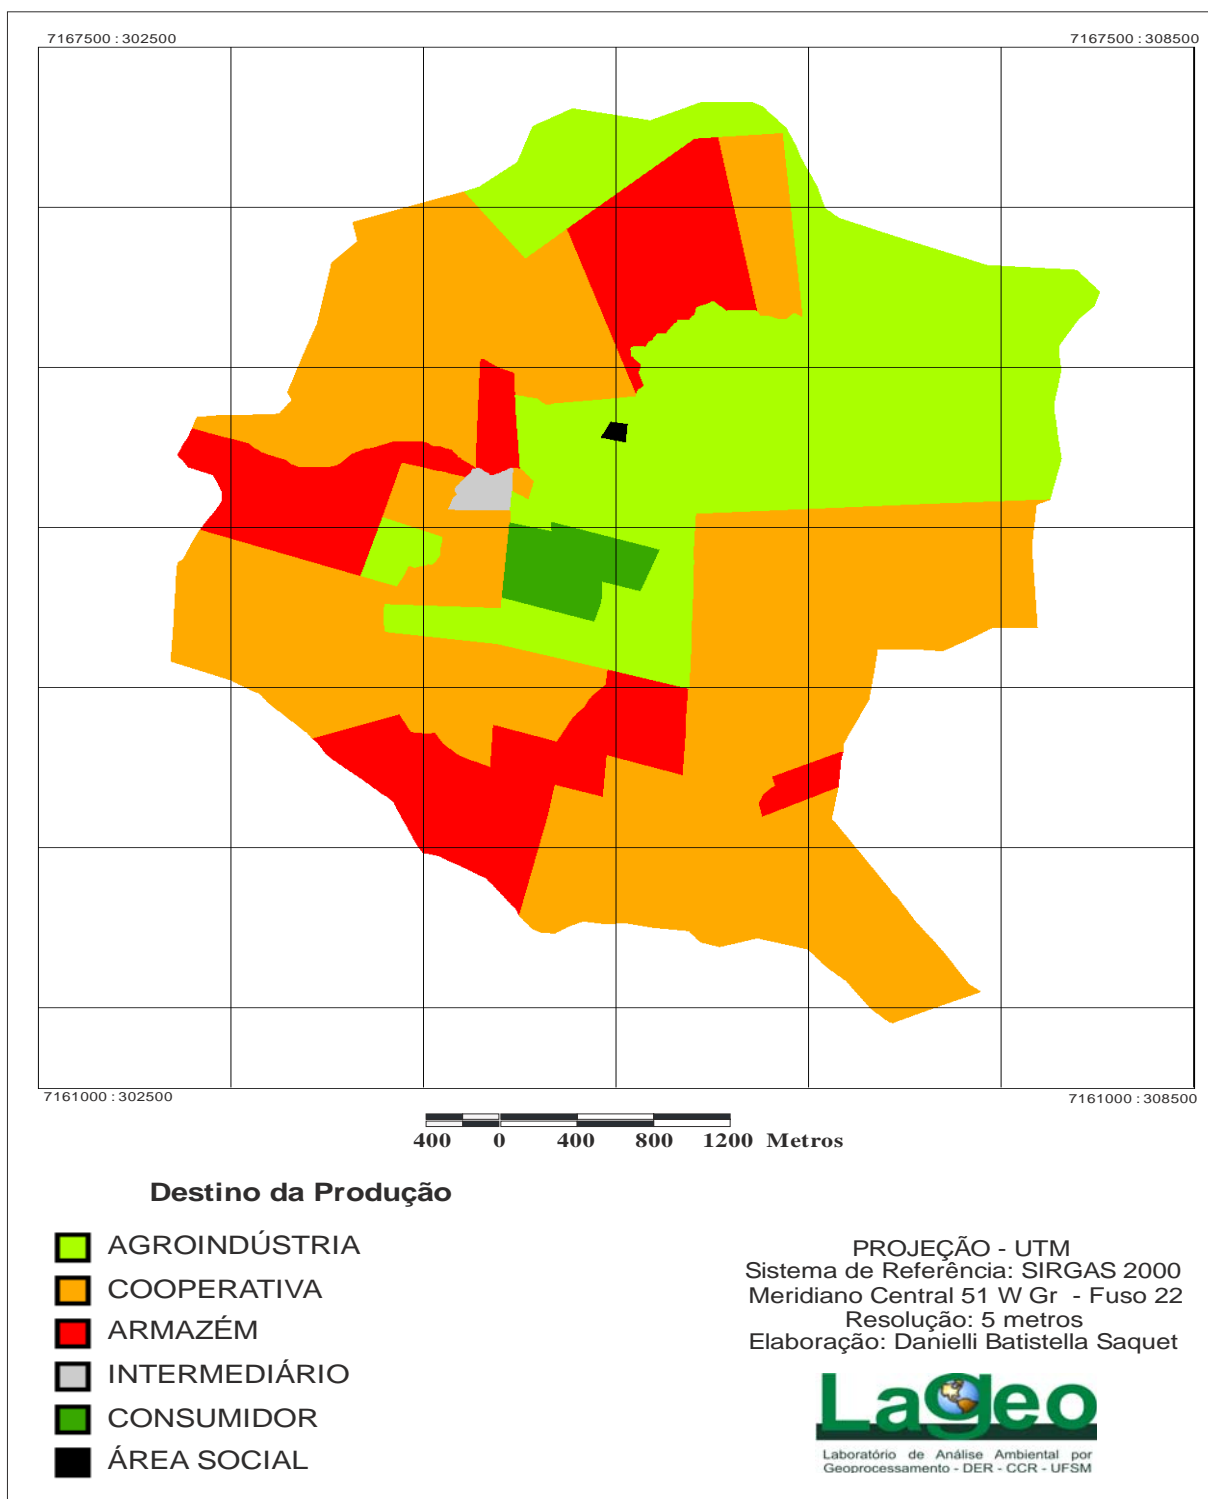 7167500 : 302500
7167500 : 308500
7161000 : 302500
7161000 : 308500
400 0 400 800 1200 Metros
Destino da Produção
AGROINDÚSTRIA
COOPERATIVA
ARMAZÉM
INTERMEDIÁRIO
CONSUMIDOR
ÁREA SOCIAL
PROJEÇÃO - UTM
Sistema de Referência: SIRGAS 2000
Meridiano Central 51 W Gr - Fuso 22
Resolução: 5 metros
Elaboração: Danielli Batistella Saquet
Lageo
Laboratório de Análise Ambiental por
Geoprocessamento - DER - CCR - UFSM